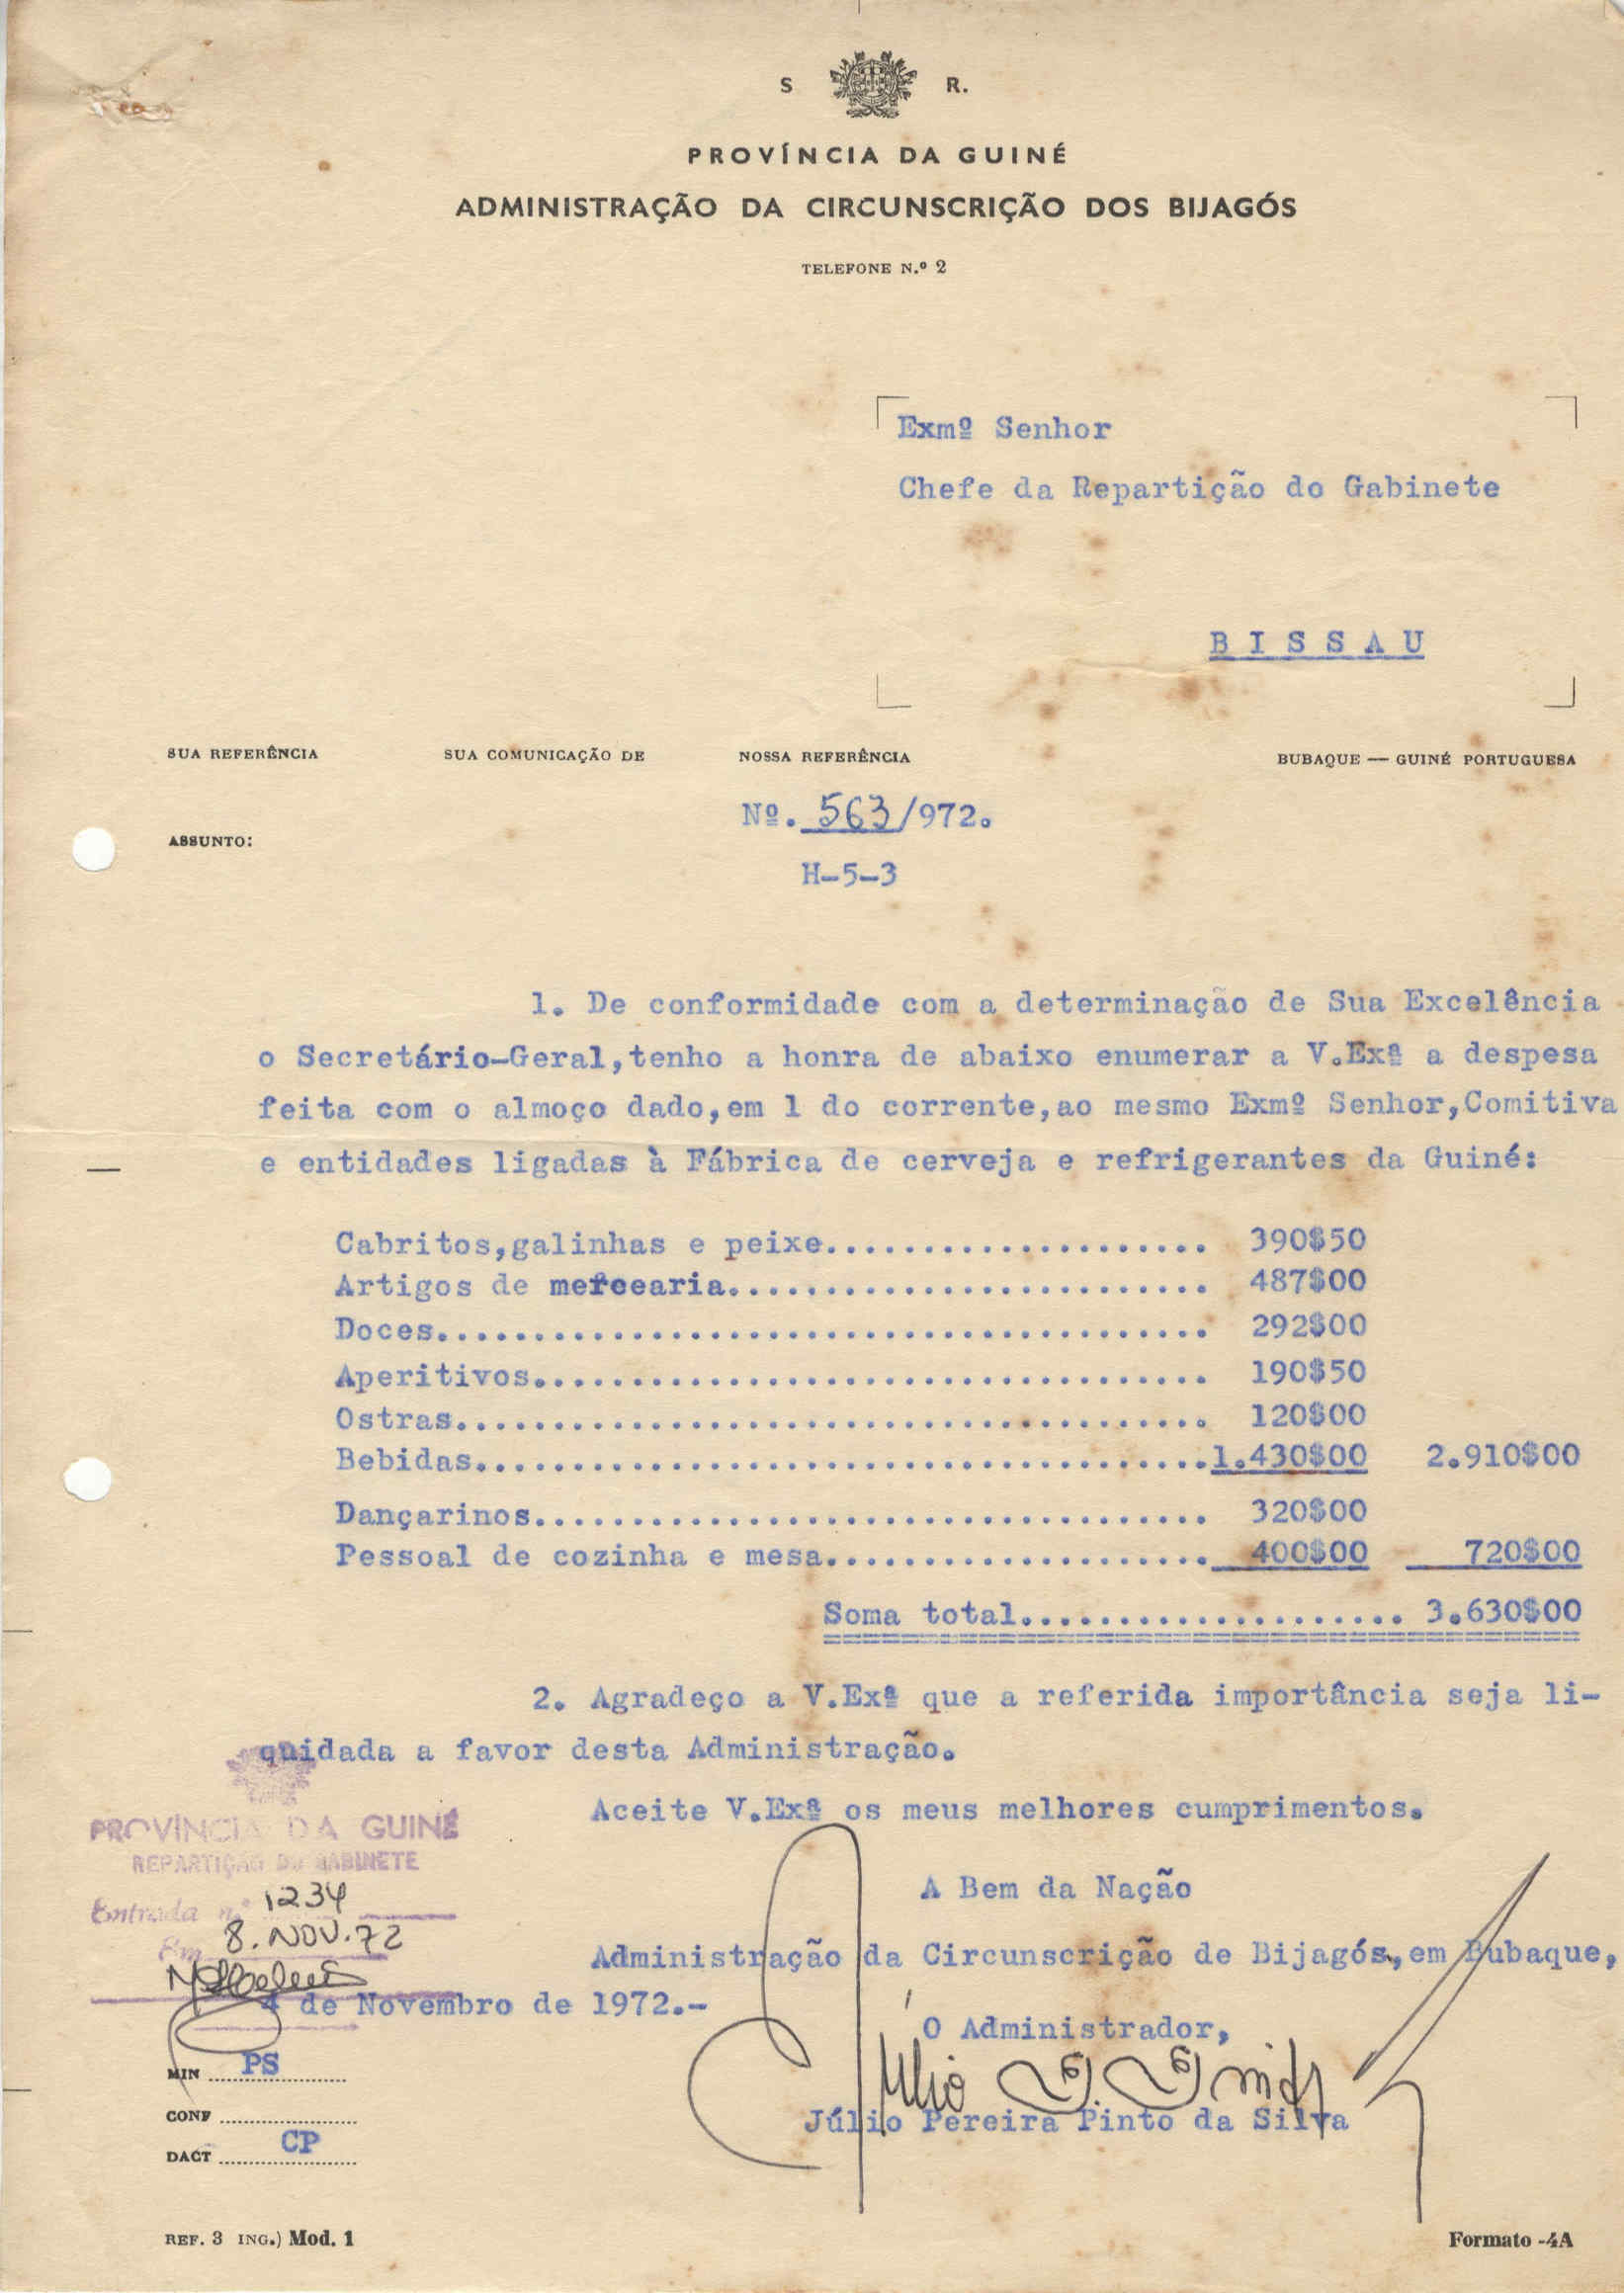 S R.
PROVÍNCIA DA GUINÉ
ADMINISTRAÇÃO DA CIRCUNSCRIÇÃO DOS BIJAGÓS
TELEFONE N.º 2
Exmº Senhor
Chefe da Repartição do Gabinete
B I S S A U
SUA REFERÊNCIA SUA COMUNICAÇÃO DE NOSSA REFERÊNCIA BUBAQUE — GUINÉ PORTUGUESA
Nº. 563/972.
ASSUNTO:
H-5-3
1. De conformidade com a determinação de Sua Excelência
o Secretário-Geral,tenho a honra de abaixo enumerar a V.Exª a despesa
feita com o almoço dado,em 1 do corrente,ao mesmo Exmº Senhor,Comitiva
e entidades ligadas à Fábrica de cerveja e refrigerantes da Guiné:
Cabritos,galinhas e peixe.................... 390$50
Artigos de mercearia......................... 487$00
Doces........................................ 292$00
Aperitivos................................... 190$50
Ostras....................................... 120$00
Bebidas......................................1.430$00 2.910$00
Dançarinos................................... 320$00
Pessoal de cozinha e mesa.................... 400$00 720$00
Soma total.................... 3.630$00
2. Agradeço a V.Exª que a referida importância seja li-
quidada a favor desta Administração.
Aceite V.Exª os meus melhores cumprimentos.
PROVÍNCIA DA GUINÉ
REPARTIÇÃO DO GABINETE
Entrada n.º 1234
Em 8. NOV. 72
A Bem da Nação
Administração da Circunscrição de Bijagós,em Bubaque,
4 de Novembro de 1972.-
O Administrador,
Júlio Pereira Pinto da Silva
MIN PS
CONF
DACT CP
REF. 3 ING.) Mod. 1 Formato -4A